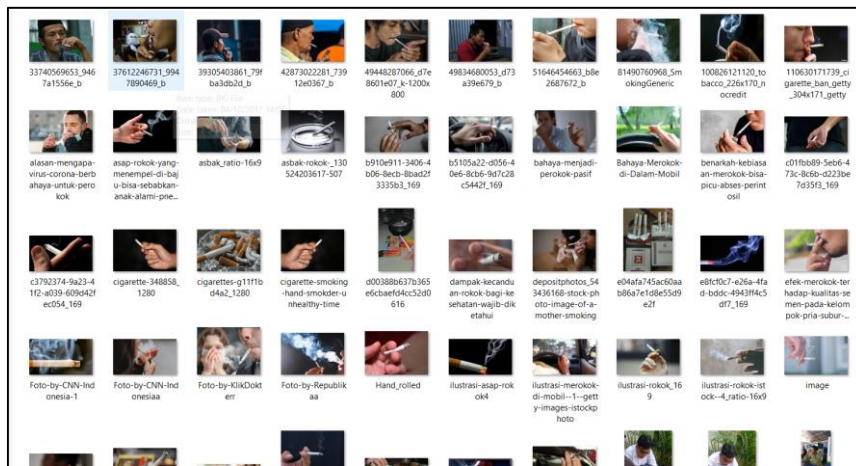 33740569653_946
7a1556e_b
37612246731_994
7890469_b
39305403861_79f
ba3db2d_b
42873022281_739
12e0367_b
49448287066_d7e
8601e07_k-1200x
800
49834680053_d73
a39e679_b
51646454663_b8e
2687672_b
81490760968_Sm
okingGeneric
100826121120_to
bacco_226x170_n
ocredit
110630171739_ci
garette_ban_getty
_304x171_getty
alasan-mengapa-
virus-corona-berb
ahaya-untuk-pero
kok
asap-rokok-yang-
menempel-di-baj
u-bisa-sebabkan-
anak-alami-pne...
asbak_ratio-16x9
asbak-rokok-_130
524203617-507
b910e911-3406-4
b06-8ecb-8bad2f
3335b3_169
b5105a22-d056-4
0e6-8cb6-9d7c28
c5442f_169
bahaya-menjadi-
perokok-pasif
Bahaya-Merokok-
di-Dalam-Mobil
benarkah-kebiasa
an-merokok-bisa-
picu-abses-perint
osil
c01fbb89-5eb6-4
73c-8c6b-d223be
7d35f3_169
c3792374-9a23-4
1f2-a039-609d42f
ec054_169
cigarette-348858_
1280
cigarettes-g11f1b
d4a2_1280
cigarette-smoking
-hand-smokder-u
nhealthy-time
d00388b637b365
e6cbaefd4cc52d0
616
dampak-kecandu
an-rokok-bagi-ke
sehatan-wajib-dik
etahui
depositphotos_54
3436168-stock-ph
oto-image-of-a-
mother-smoking
e04afa745ac60aa
b86a7e1d8e55d9
e2f
e8fcf0c7-e26a-4fa
d-bddc-4943ff4c5
df7_169
efek-merokok-ter
hadap-kualitas-se
men-pada-kelom
pok-pria-subur-...
Foto-by-CNN-Ind
onesia-1
Foto-by-CNN-Ind
onesiaa
Foto-by-KlikDokt
err
Foto-by-Republik
aa
Hand_rolled
ilustrasi-asap-rok
ok4
ilustrasi-merokok-
di-mobil--1--gett
y-images-istockp
hoto
ilustrasi-rokok_16
9
ilustrasi-rokok-ist
ock--4_ratio-16x9
image